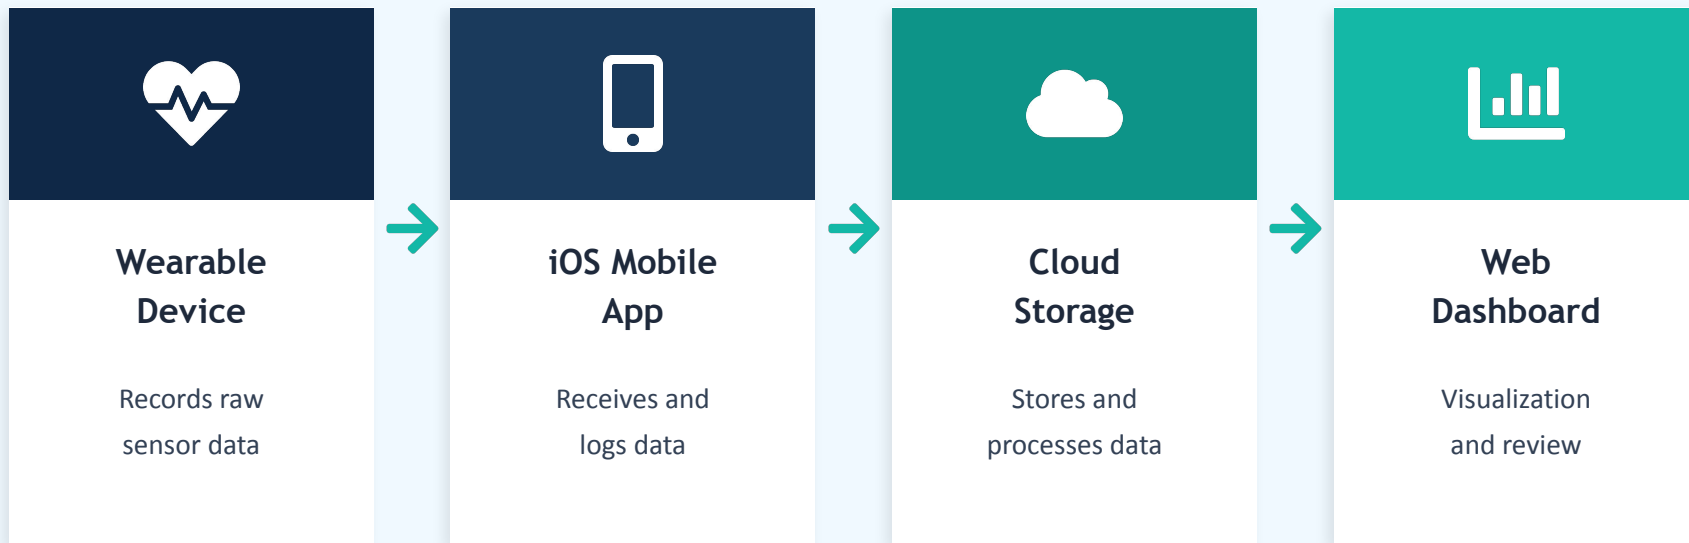 Wearable
Device
Records raw
sensor data
iOS Mobile
App
Receives and
logs data
Cloud
Storage
Stores and
processes data
Web
Dashboard
Visualization
and review